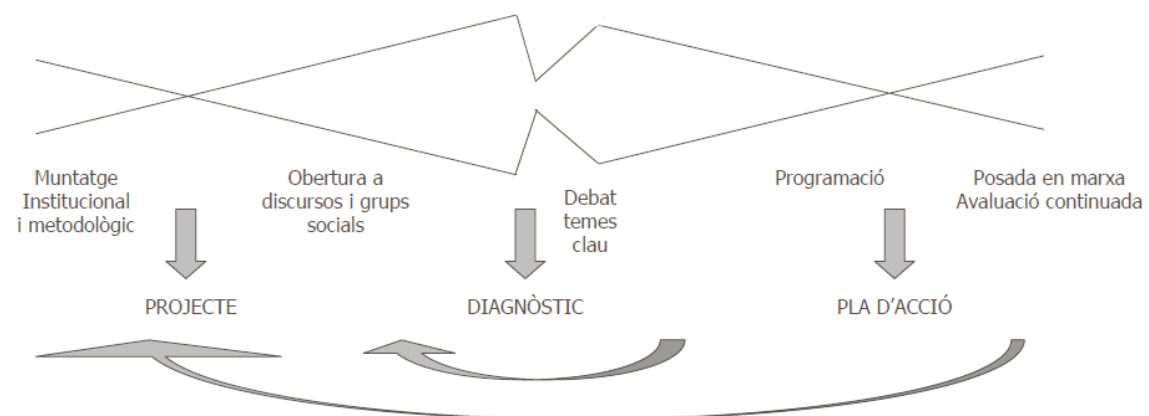 Muntatge
Institucional
i metodològic
Obertura a
discursos i grups
socials
Debat
temes
clau
Programació
Posada en marxa
Avaluació continuada
PROJECTE
DIAGNÒSTIC
PLA D'ACCIÓ